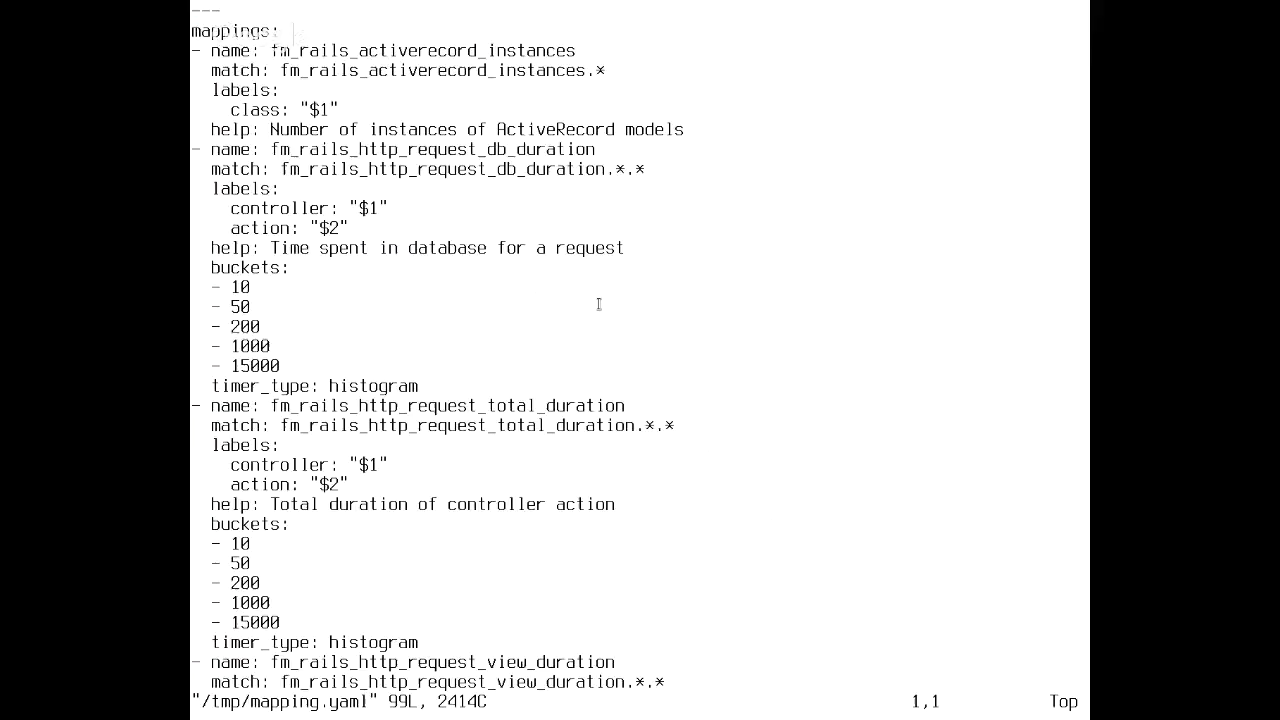 ---
mappings:
- name: fm_rails_activerecord_instances
  match: fm_rails_activerecord_instances.*
  labels:
    class: "$1"
  help: Number of instances of ActiveRecord models
- name: fm_rails_http_request_db_duration
  match: fm_rails_http_request_db_duration.*.*
  labels:
    controller: "$1"
    action: "$2"
  help: Time spent in database for a request
  buckets:
  - 10
  - 50
  - 200
  - 1000
  - 15000
  timer_type: histogram
- name: fm_rails_http_request_total_duration
  match: fm_rails_http_request_total_duration.*.*
  labels:
    controller: "$1"
    action: "$2"
  help: Total duration of controller action
  buckets:
  - 10
  - 50
  - 200
  - 1000
  - 15000
  timer_type: histogram
- name: fm_rails_http_request_view_duration
  match: fm_rails_http_request_view_duration.*.*
"/tmp/mapping.yaml" 99L, 2414C 1,1 Top